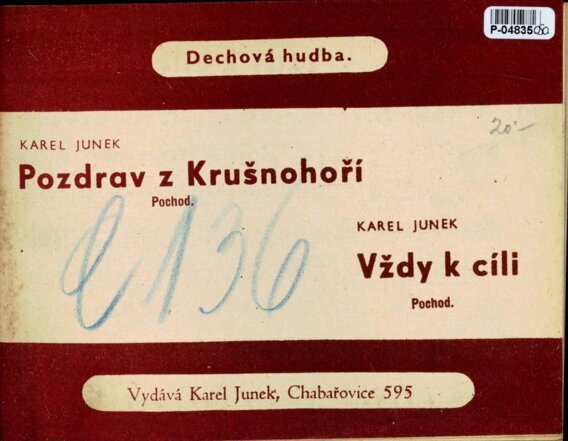 P-04835
Dechová hudba.
20.-
KAREL JUNEK
Pozdrav z Krušnohoří
Pochod.
136
KAREL JUNEK
Vždy k cíli
Pochod.
Vydává Karel Junek, Chabařovice 595